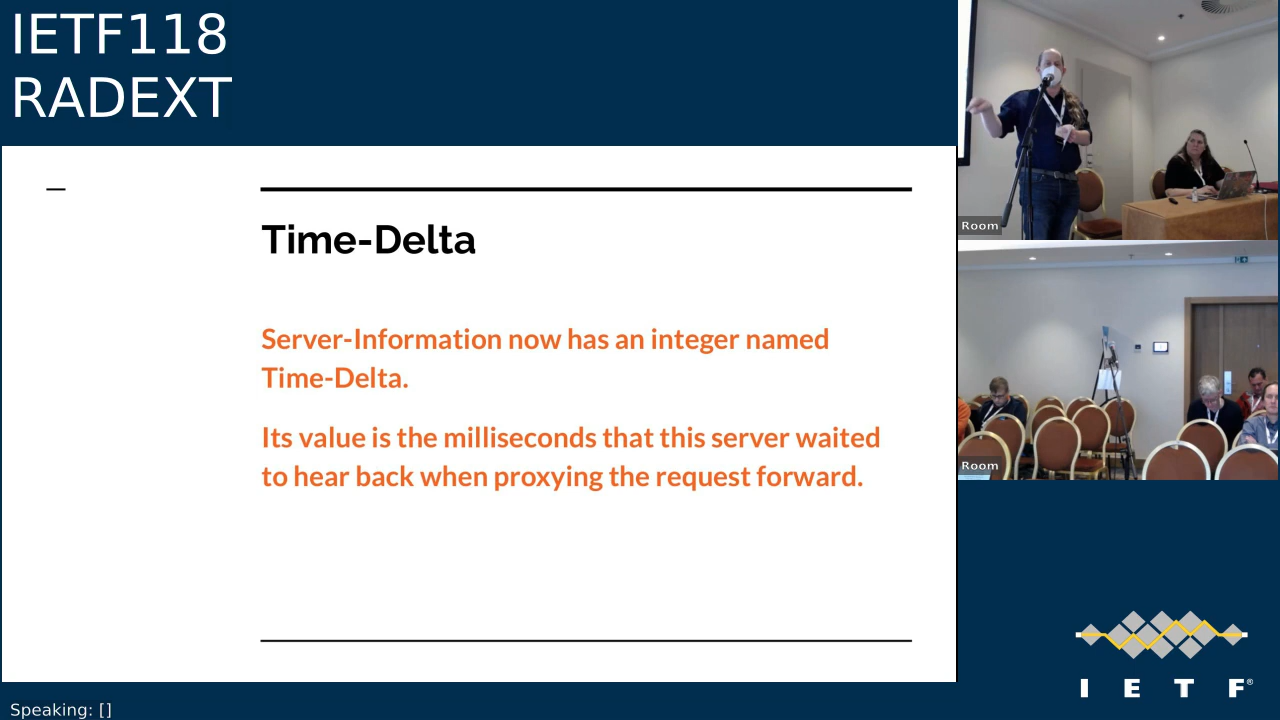 IETF118
RADEXT
Time-Delta
Server-Information now has an integer named
Time-Delta.
Its value is the milliseconds that this server waited
to hear back when proxying the request forward.
Room
Room
I E T F®
Speaking: []